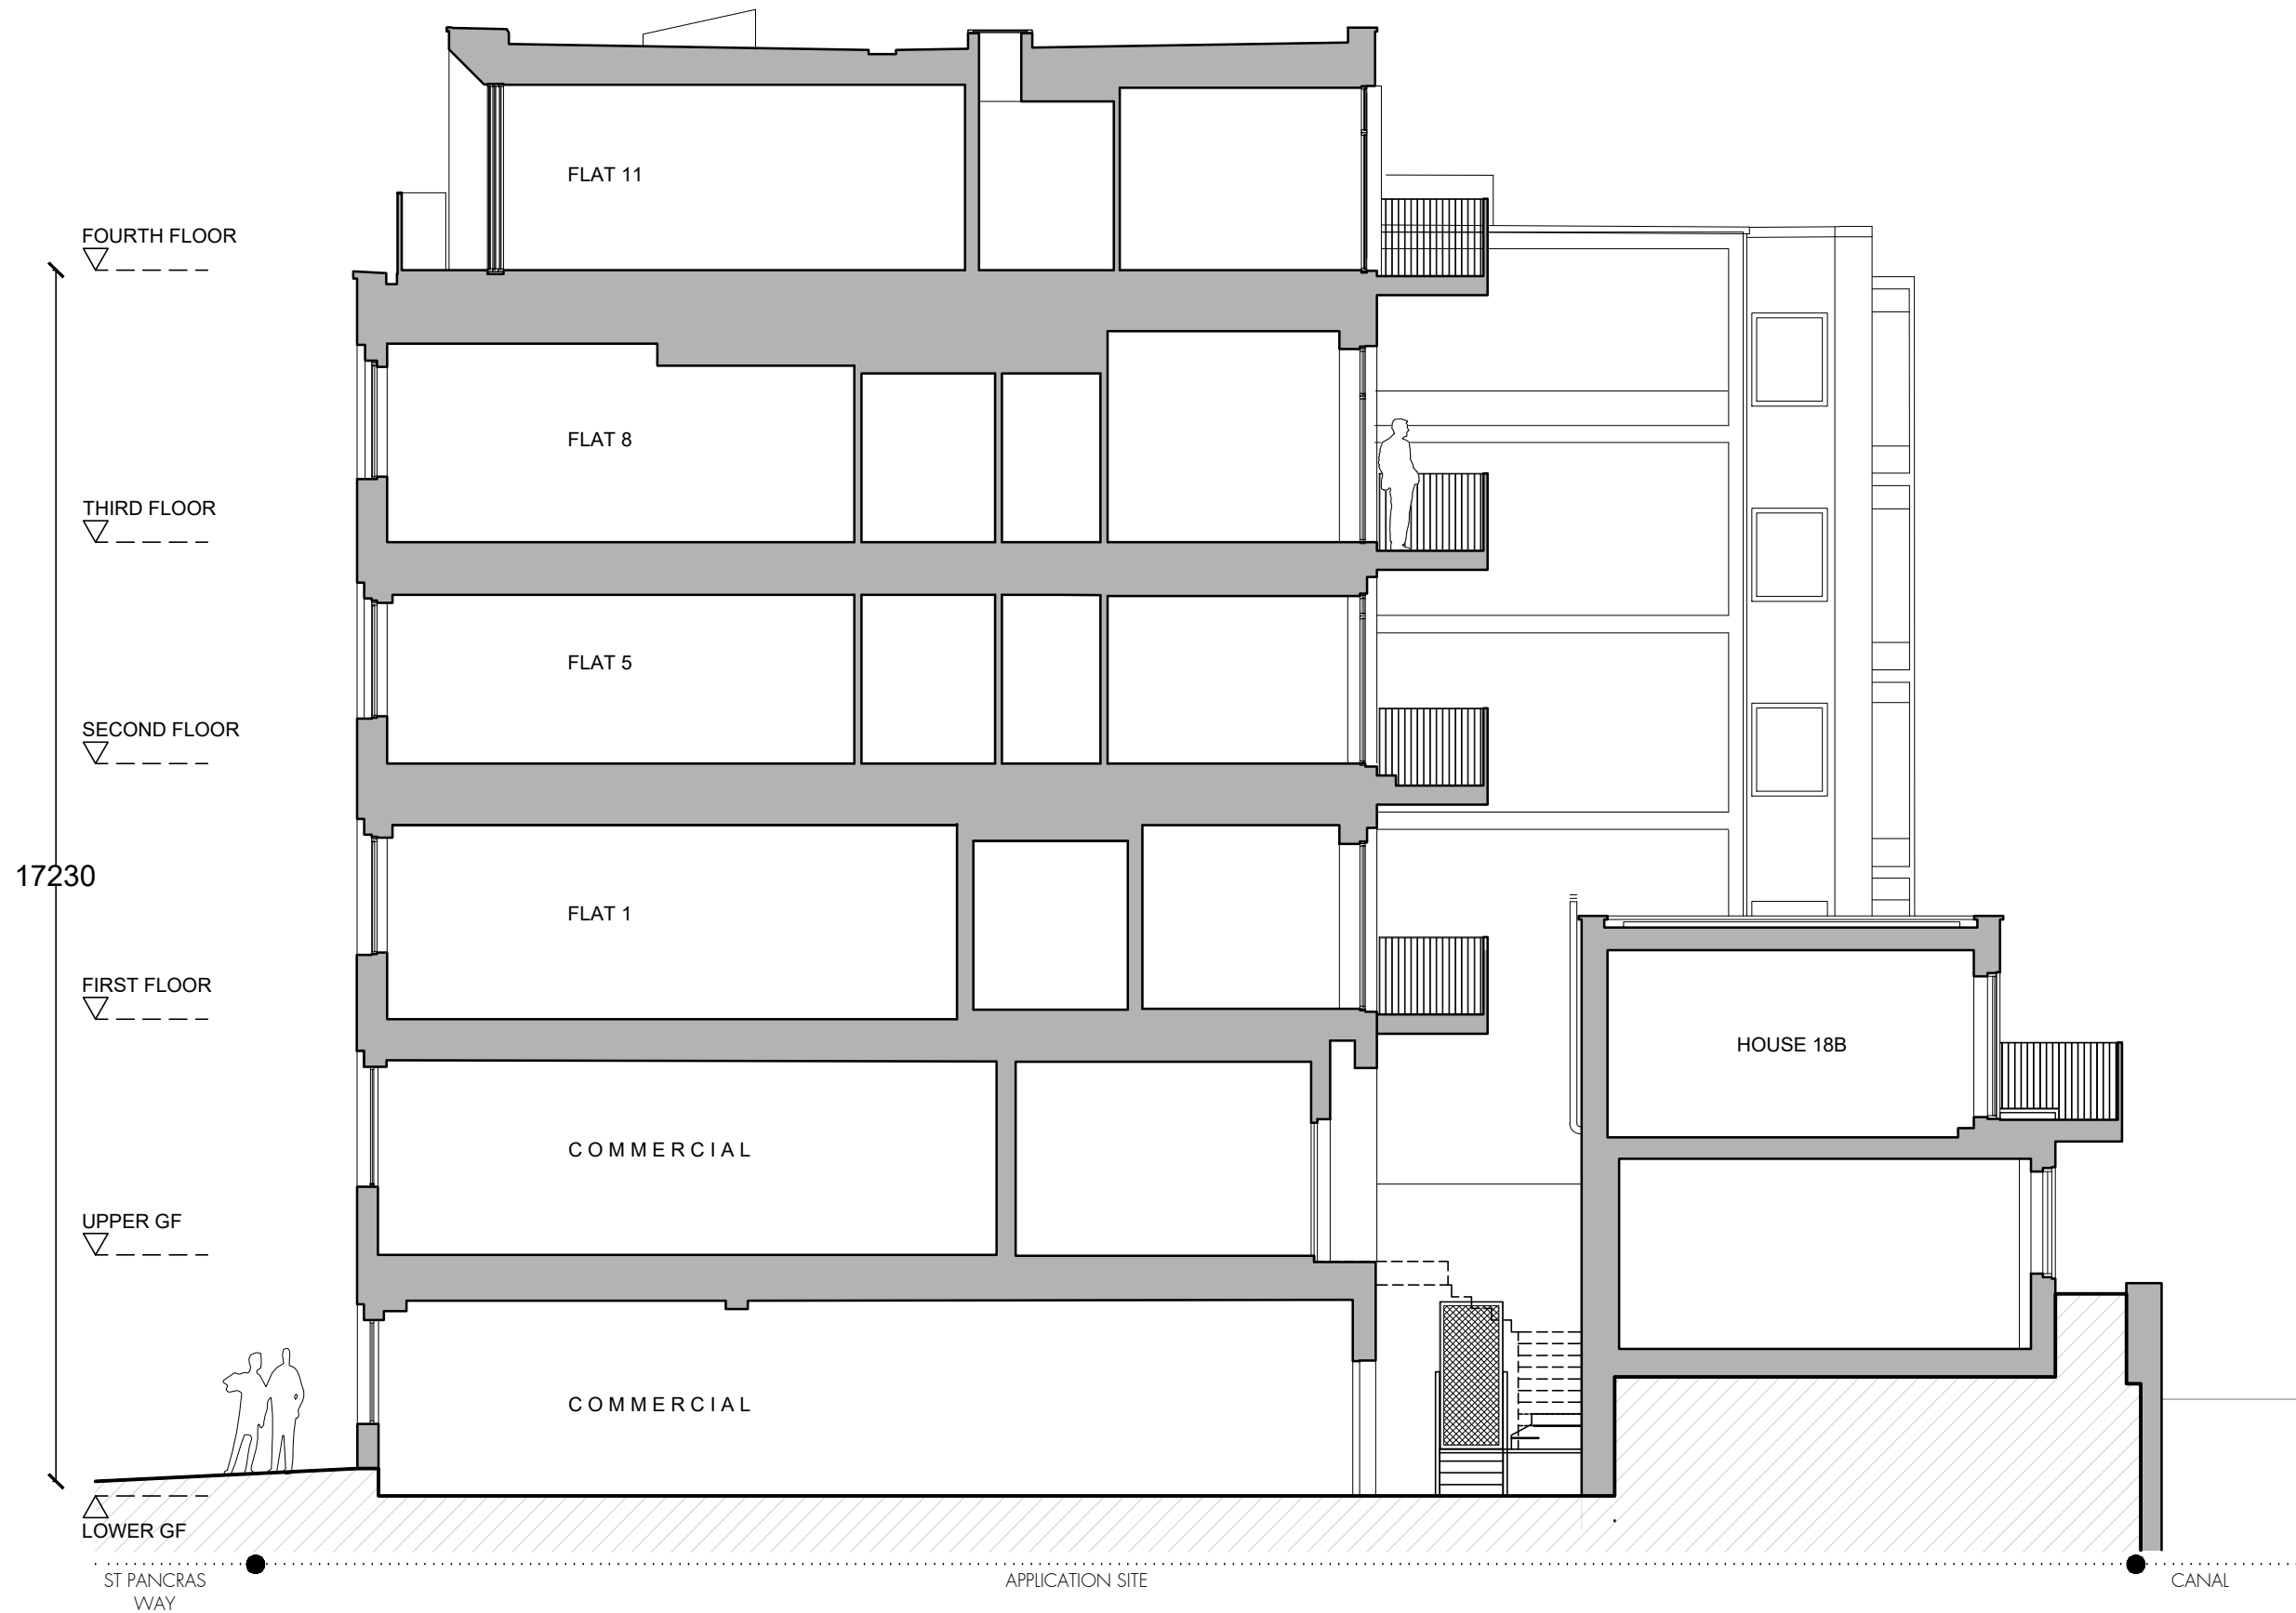 FLAT 11
FOURTH FLOOR
FLAT 8
THIRD FLOOR
FLAT 5
SECOND FLOOR
17230
FLAT 1
FIRST FLOOR
HOUSE 18B
COMMERCIAL
UPPER GF
COMMERCIAL
LOWER GF
ST PANCRAS
WAY
APPLICATION SITE
CANAL